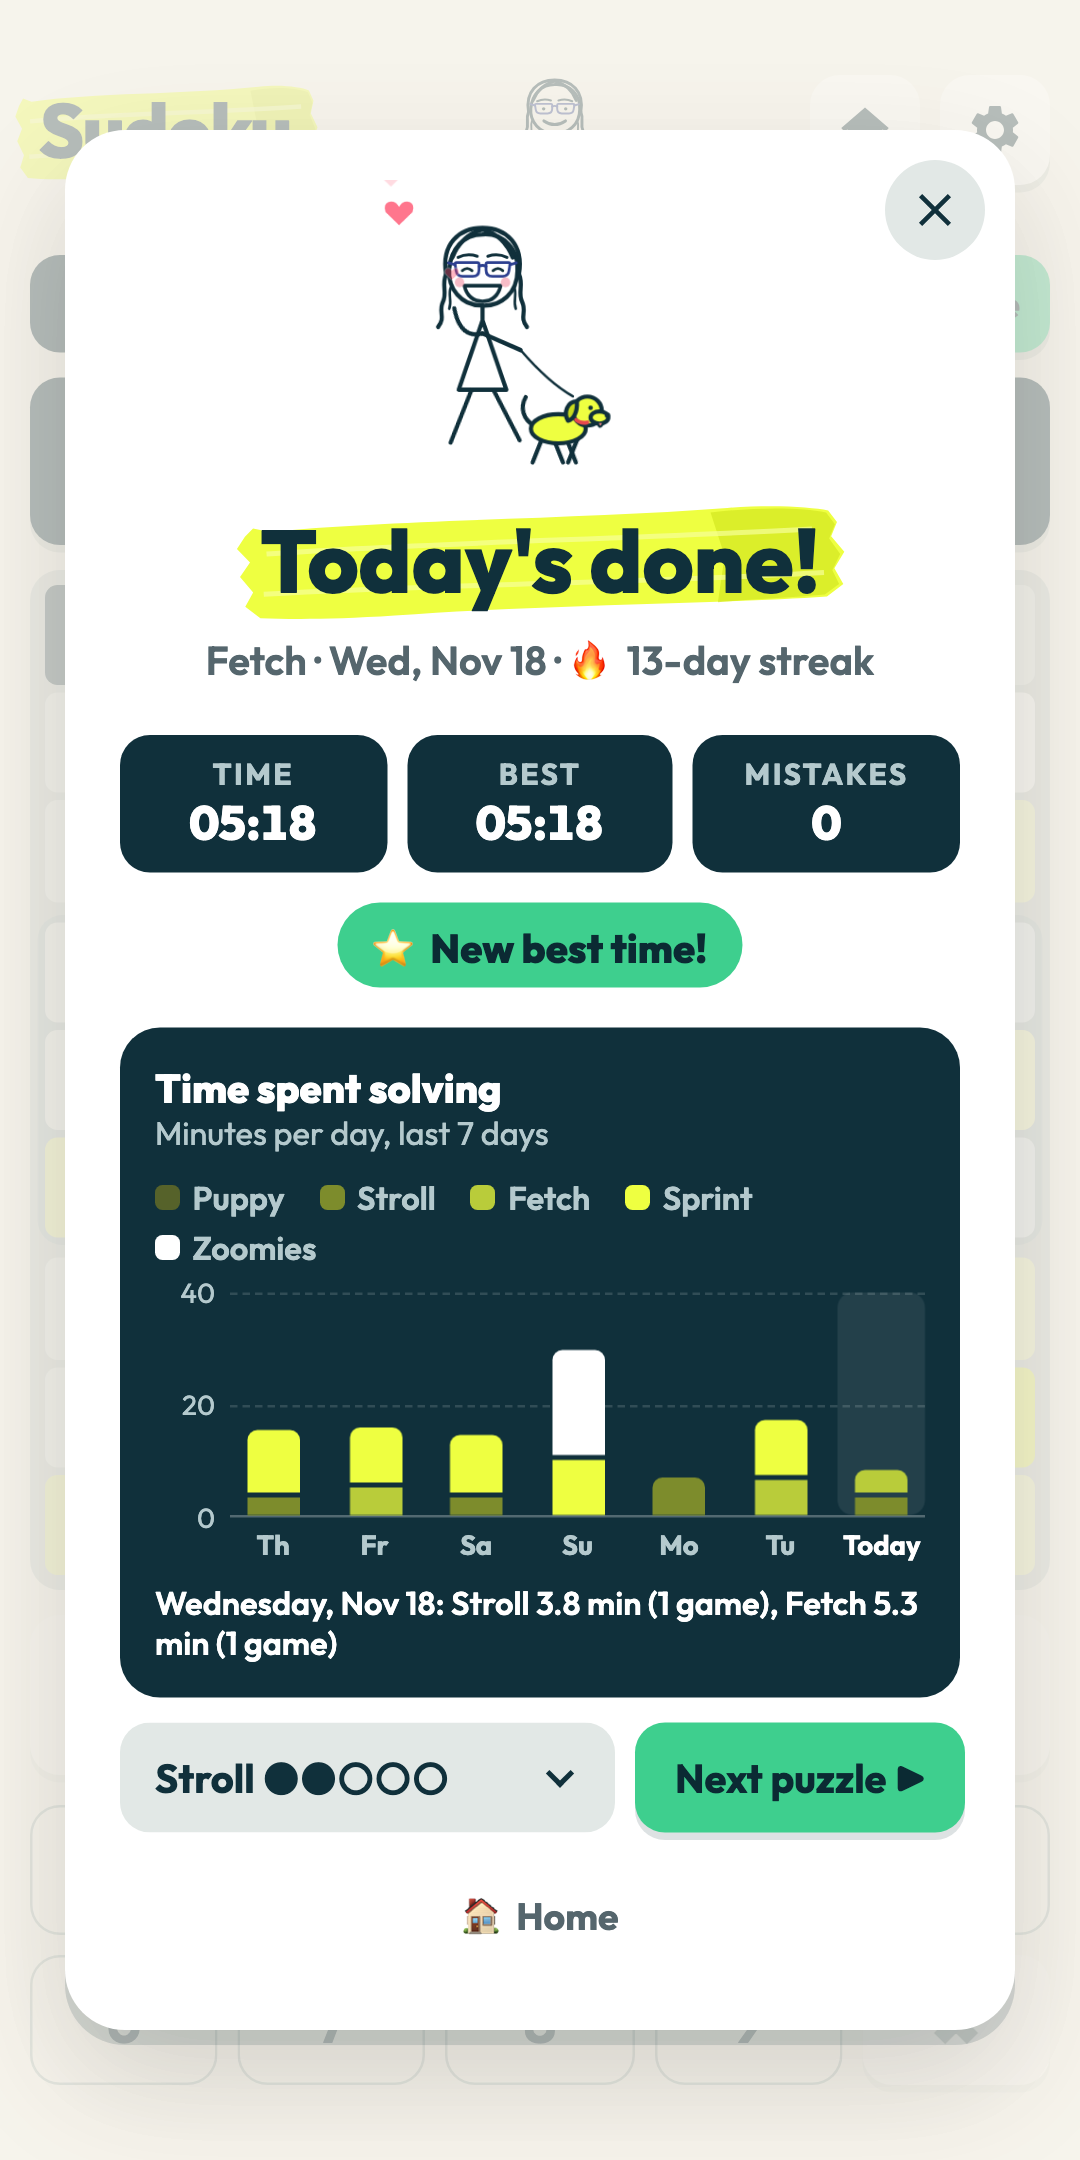 Sudoku
Today's done!
Fetch · Wed, Nov 18 · 🔥 13-day streak
TIME
05:18
BEST
05:18
MISTAKES
0
⭐ New best time!
Time spent solving
Minutes per day, last 7 days
Puppy Stroll Fetch Sprint
Zoomies
40
20
0
Th Fr Sa Su Mo Tu Today
Wednesday, Nov 18: Stroll 3.8 min (1 game), Fetch 5.3
min (1 game)
Stroll ●●○○○
Next puzzle ▶
🏠 Home